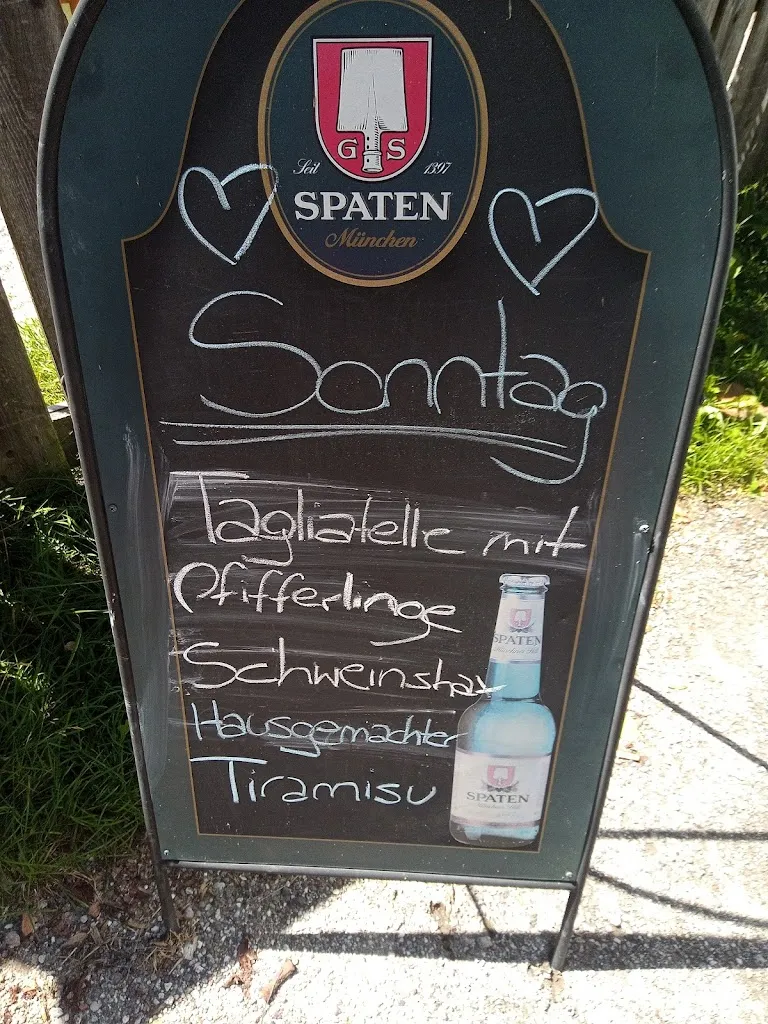 G S
Seit 1397
SPATEN
München
Sonntag
Tagliatelle mit
Pfifferlinge
Schweinshax
Hausgemachter
Tiramisu
SPATEN
SPATEN